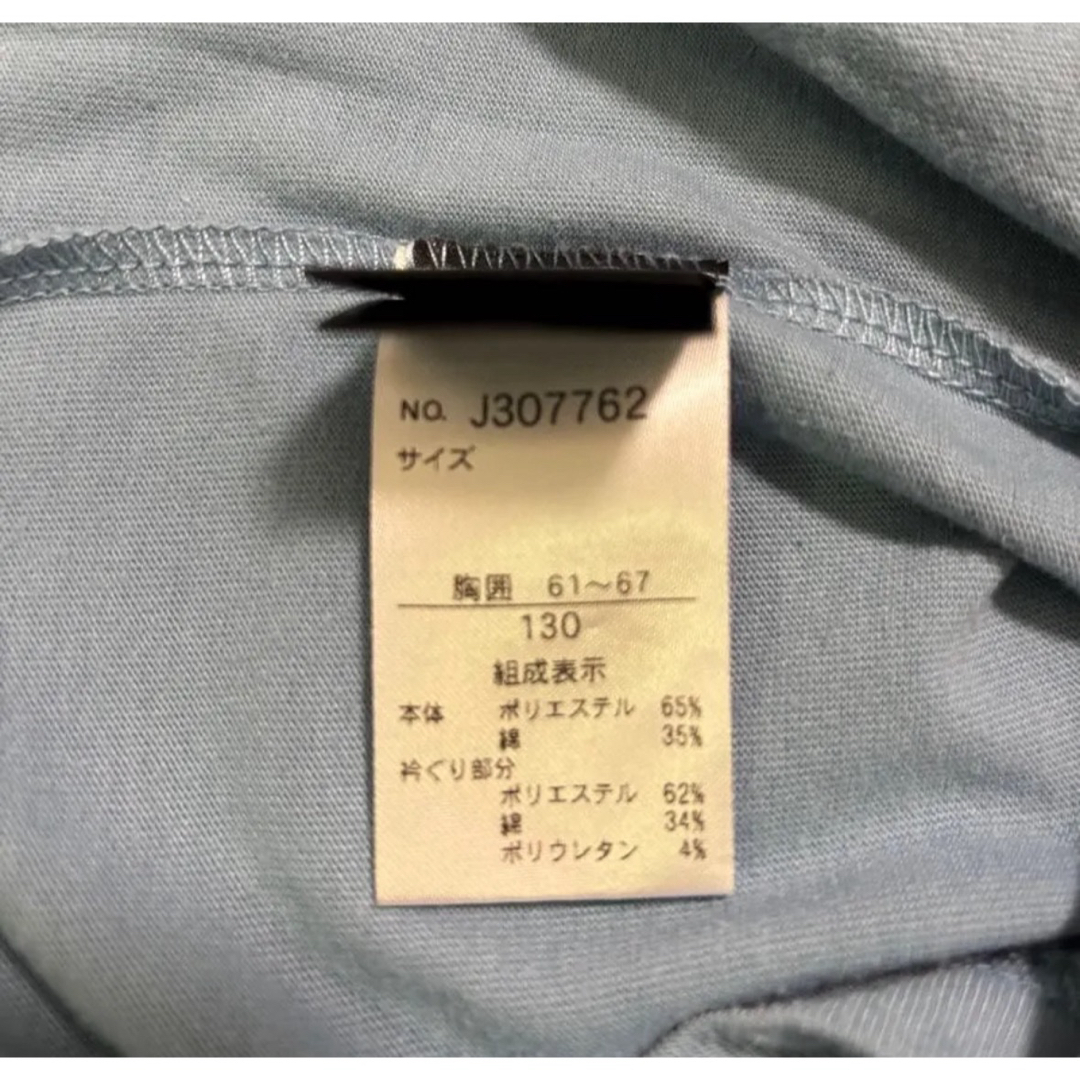 NO. J307762
サイズ
胸囲 61～67
130
組成表示
本体 ポリエステル 65%
綿 35%
衿ぐり部分
ポリエステル 62%
綿 34%
ポリウレタン 4%